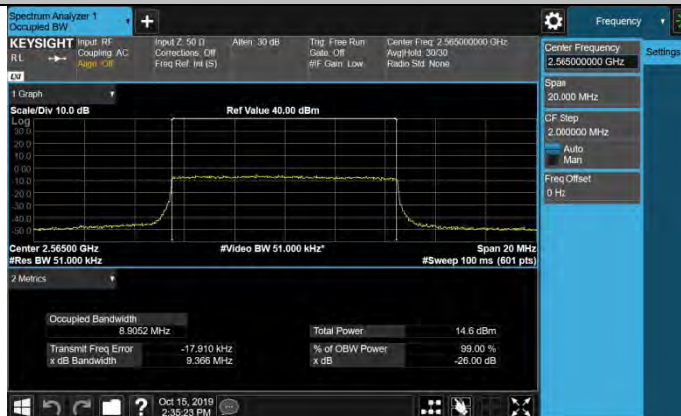 Spectrum Analyzer 1
Occupied BW
Frequency
KEYSIGHT
RL
LXI
Input: RF
Coupling: AC
Align: Off
Input Z: 50 Ω
Corrections: Off
Freq Ref: Int (S)
Atten: 30 dB
Trig: Free Run
Gate: Off
#IF Gain: Low
Center Freq: 2.565000000 GHz
Avg|Hold: 30/30
Radio Std: None
Center Frequency
2.565000000 GHz
Settings
Span
20.000 MHz
CF Step
2.000000 MHz
Auto
Man
Freq Offset
0 Hz
1 Graph
Scale/Div 10.0 dB
Ref Value 40.00 dBm
Log
30.0
20.0
10.0
0.00
-10.0
-20.0
-30.0
-40.0
-50.0
Center 2.56500 GHz
#Video BW 51.000 kHz*
Span 20 MHz
#Res BW 51.000 kHz
#Sweep 100 ms (601 pts)
2 Metrics
Occupied Bandwidth
8.9052 MHz
Total Power
14.6 dBm
Transmit Freq Error
-17.910 kHz
% of OBW Power
99.00 %
x dB Bandwidth
9.366 MHz
x dB
-26.00 dB
?
Oct 15, 2019
2:35:23 PM